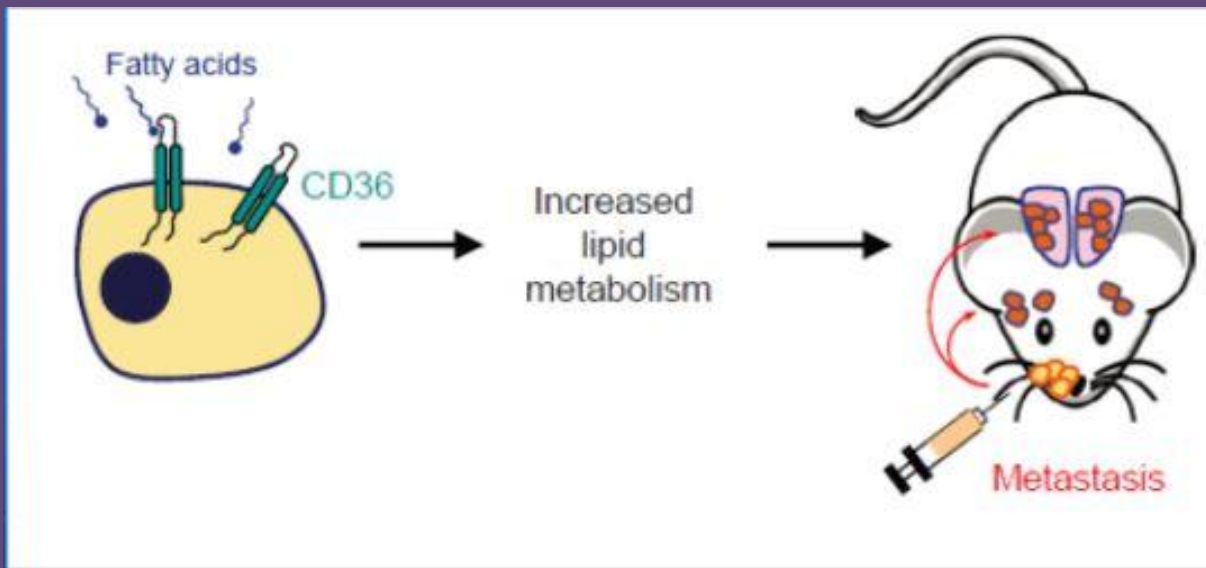 Fatty acids
CD36
Increased
lipid
metabolism
Metastasis